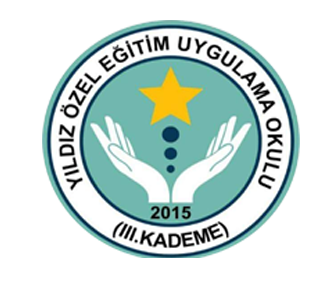 YILDIZ ÖZEL EĞİTİM UYGULAMA OKULU
2015
(III.KADEME)